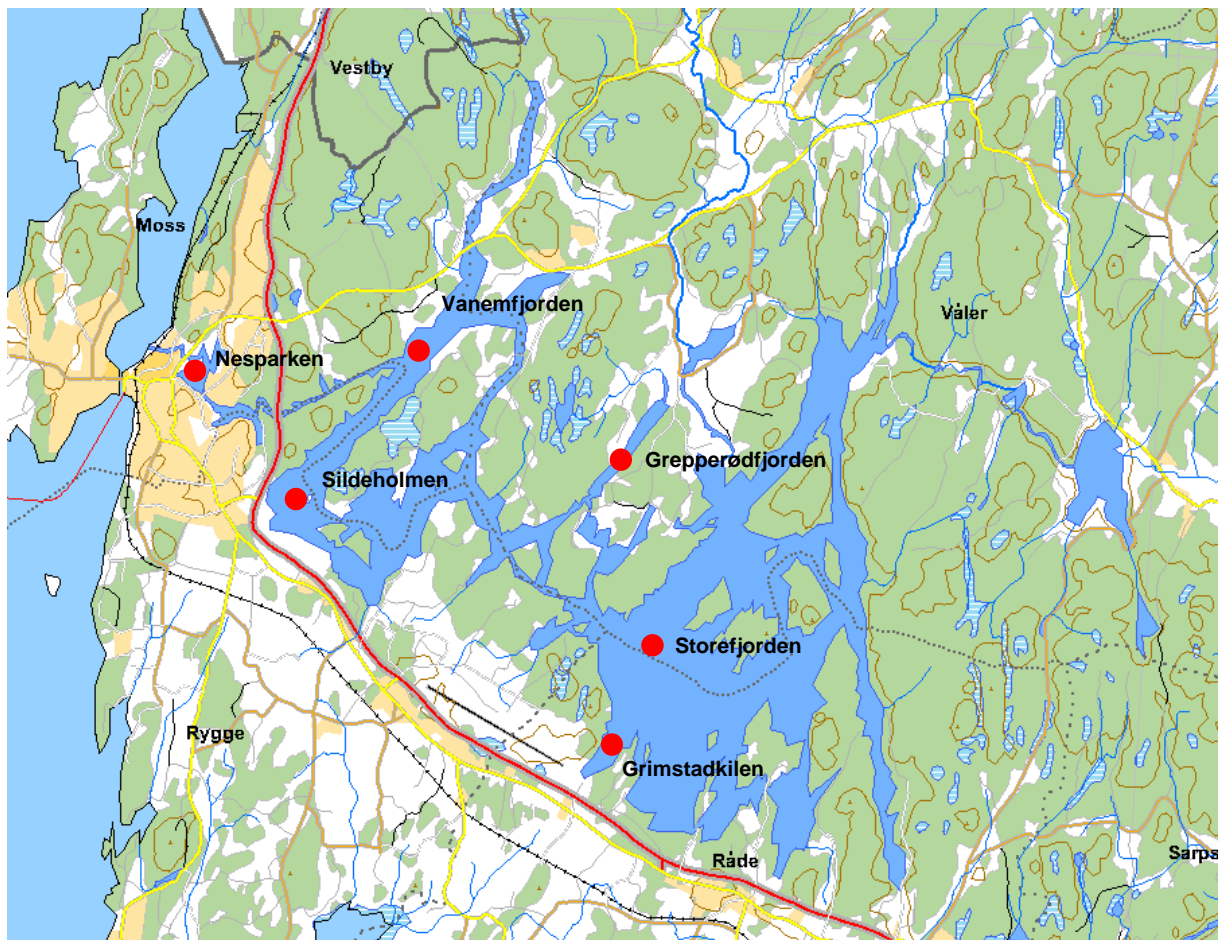 Vestby
Moss
Vanemfjorden
Våler
Nesparken
Grepperødfjorden
Sildeholmen
Storefjorden
Rygge
Grimstadkilen
Råde
Sarps